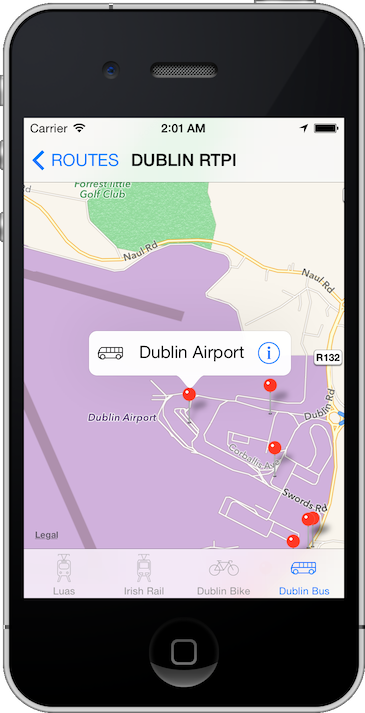 Carrier
2:01 AM
ROUTES
DUBLIN RTPI
Forrest little
Golf Club
Naul Rd
Naul Rd
Dublin Airport
R132
Dublin Rd
Dublin Airport
Corballis Ave
Swords Rd
Legal
Luas
Irish Rail
Dublin Bike
Dublin Bus